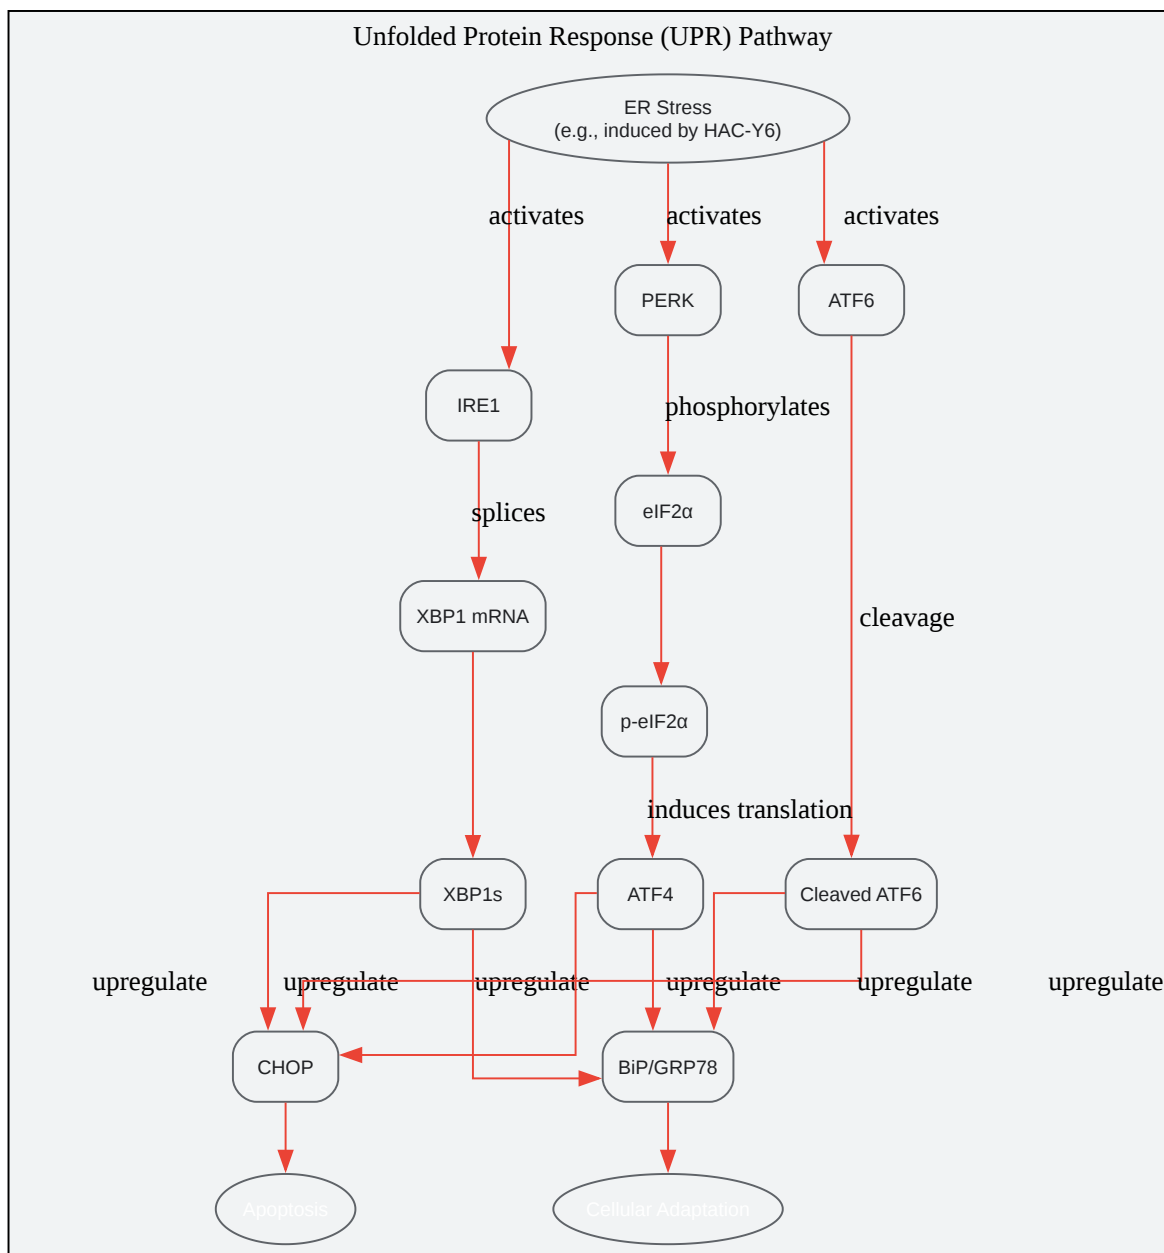 Unfolded Protein Response (UPR) Pathway
ER Stress
(e.g., induced by HAC-Y6)
activates
activates
activates
PERK
ATF6
IRE1
phosphorylates
eIF2α
splices
XBP1 mRNA
cleavage
p-eIF2α
induces translation
XBP1s
ATF4
Cleaved ATF6
upregulate
upregulate
upregulate
upregulate
upregulate
upregulate
CHOP
BiP/GRP78
Apoptosis
Cellular Adaptation